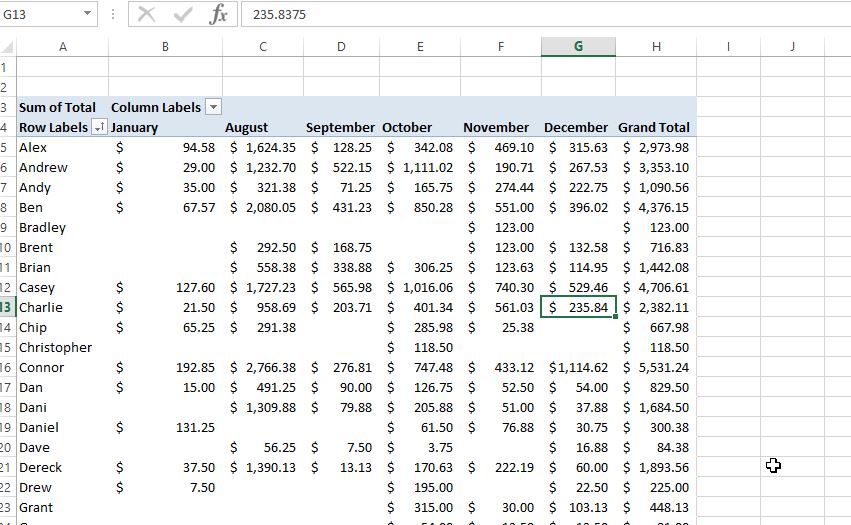 G13 fx 235.8375
A B C D E F G H I J
1
2
3 Sum of Total Column Labels
4 Row Labels January August September October November December Grand Total
5 Alex $ 94.58 $ 1,624.35 $ 128.25 $ 342.08 $ 469.10 $ 315.63 $ 2,973.98
6 Andrew $ 29.00 $ 1,232.70 $ 522.15 $ 1,111.02 $ 190.71 $ 267.53 $ 3,353.10
7 Andy $ 35.00 $ 321.38 $ 71.25 $ 165.75 $ 274.44 $ 222.75 $ 1,090.56
8 Ben $ 67.57 $ 2,080.05 $ 431.23 $ 850.28 $ 551.00 $ 396.02 $ 4,376.15
9 Bradley $ 123.00 $ 123.00
10 Brent $ 292.50 $ 168.75 $ 123.00 $ 132.58 $ 716.83
11 Brian $ 558.38 $ 338.88 $ 306.25 $ 123.63 $ 114.95 $ 1,442.08
12 Casey $ 127.60 $ 1,727.23 $ 565.98 $ 1,016.06 $ 740.30 $ 529.46 $ 4,706.61
13 Charlie $ 21.50 $ 958.69 $ 203.71 $ 401.34 $ 561.03 $ 235.84 $ 2,382.11
14 Chip $ 65.25 $ 291.38 $ 285.98 $ 25.38 $ 667.98
15 Christopher $ 118.50 $ 118.50
16 Connor $ 192.85 $ 2,766.38 $ 276.81 $ 747.48 $ 433.12 $1,114.62 $ 5,531.24
17 Dan $ 15.00 $ 491.25 $ 90.00 $ 126.75 $ 52.50 $ 54.00 $ 829.50
18 Dani $ 1,309.88 $ 79.88 $ 205.88 $ 51.00 $ 37.88 $ 1,684.50
19 Daniel $ 131.25 $ 61.50 $ 76.88 $ 30.75 $ 300.38
20 Dave $ 56.25 $ 7.50 $ 3.75 $ 16.88 $ 84.38
21 Dereck $ 37.50 $ 1,390.13 $ 13.13 $ 170.63 $ 222.19 $ 60.00 $ 1,893.56
22 Drew $ 7.50 $ 195.00 $ 22.50 $ 225.00
23 Grant $ 315.00 $ 30.00 $ 103.13 $ 448.13